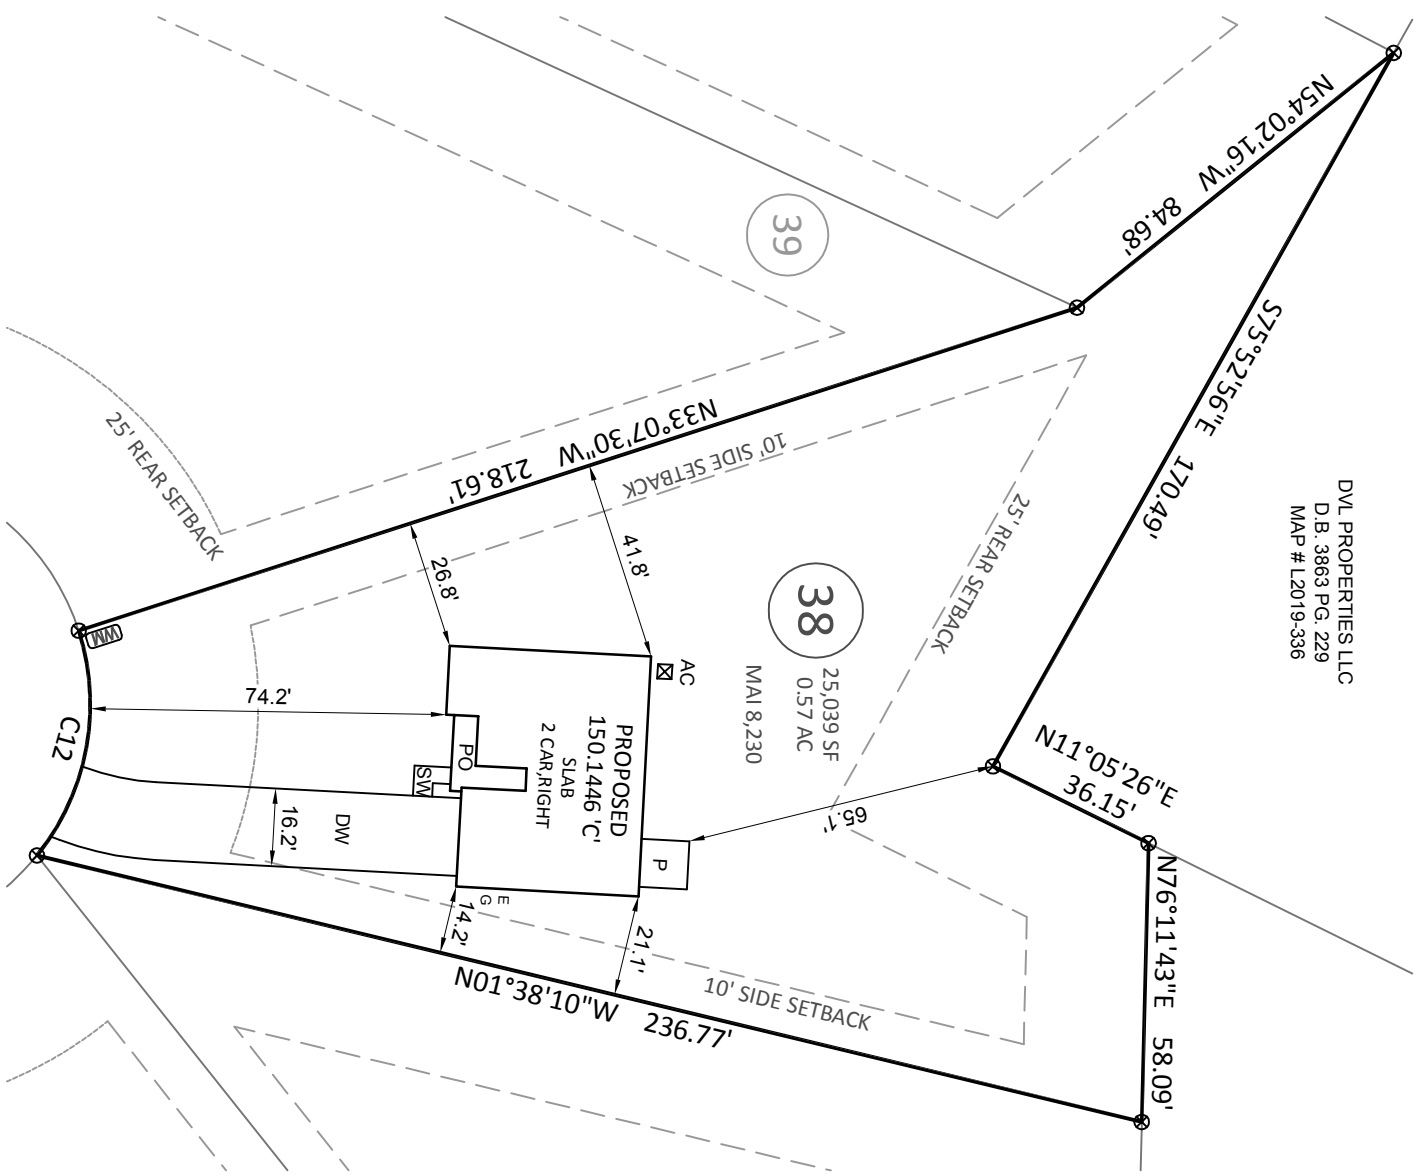 N54°02'16"W 84.68'
S75°52'56"E 170.49'
DVL PROPERTIES LLC
D.B. 3863 PG. 229
MAP # L2019-336
39
N33°07'30"W 218.61'
10' SIDE SETBACK
25' REAR SETBACK
25' REAR SETBACK
38
25,039 SF
0.57 AC
MAI 8,230
N11°05'26"E
36.15'
N76°11'43"E 58.09'
41.8'
26.8'
65.1'
AC
WM
74.2'
C12
PROPOSED
150.1446 'C'
SLAB
2 CAR,RIGHT
PO
SW
P
DW
16.2'
E
G
14.2'
21.1'
10' SIDE SETBACK
N01°38'10"W 236.77'